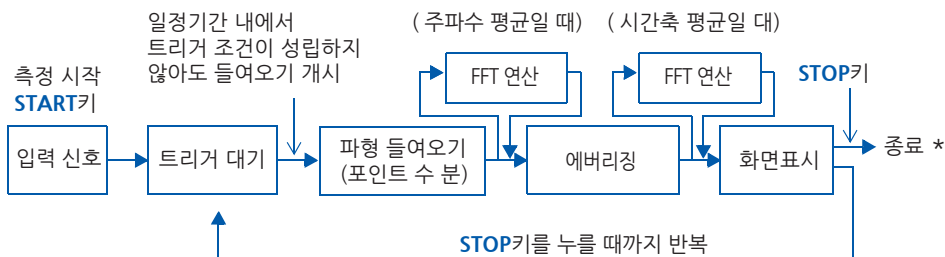 일정기간 내에서
트리거 조건이 성립하지
않아도 들여오기 개시
( 주파수 평균일 때)
( 시간축 평균일 대)
측정 시작
START키
FFT 연산
FFT 연산
STOP키
입력 신호
트리거 대기
파형 들여오기
(포인트 수 분)
에버리징
화면표시
종료 *
STOP키를 누를 때까지 반복